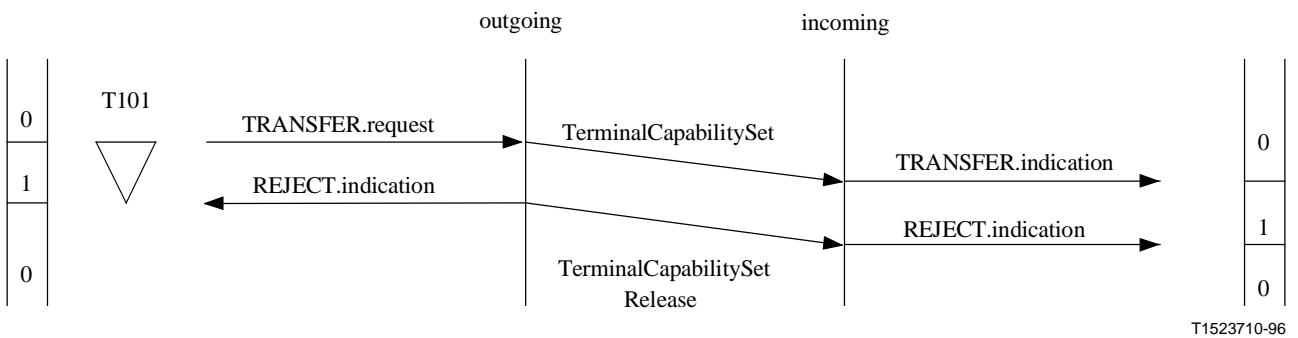 outgoing
incoming
T101
0
TRANSFER.request
TerminalCapabilitySet
0
TRANSFER.indication
1
REJECT.indication
REJECT.indication
1
0
TerminalCapabilitySet
Release
0
T1523710-96